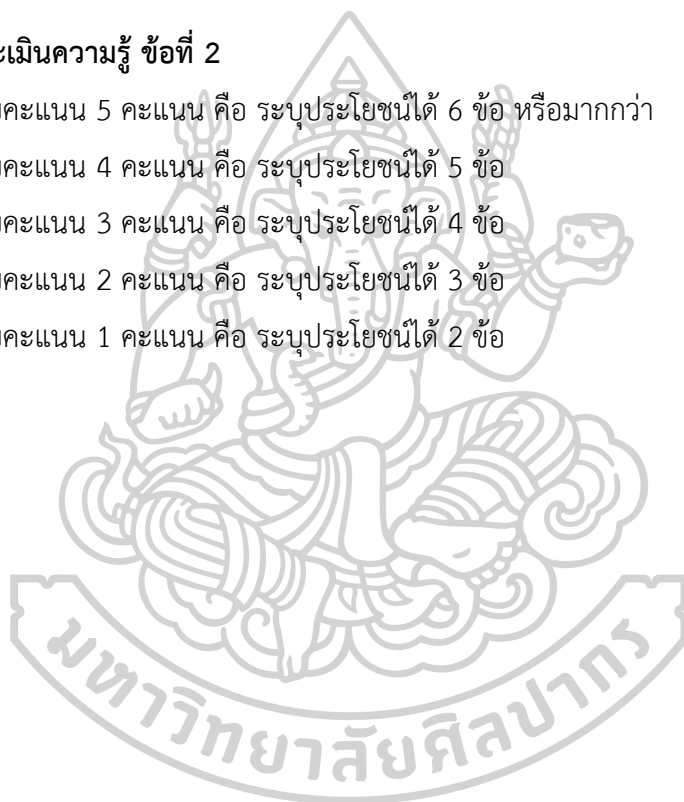 ะเมินความรู้ ข้อที่ 2
คะแนน 5 คะแนน คือ ระบุประโยชน์ได้ 6 ข้อ หรือมากกว่า
คะแนน 4 คะแนน คือ ระบุประโยชน์ได้ 5 ข้อ
คะแนน 3 คะแนน คือ ระบุประโยชน์ได้ 4 ข้อ
คะแนน 2 คะแนน คือ ระบุประโยชน์ได้ 3 ข้อ
คะแนน 1 คะแนน คือ ระบุประโยชน์ได้ 2 ข้อ
มหาวิทยาลัยศิลปากร